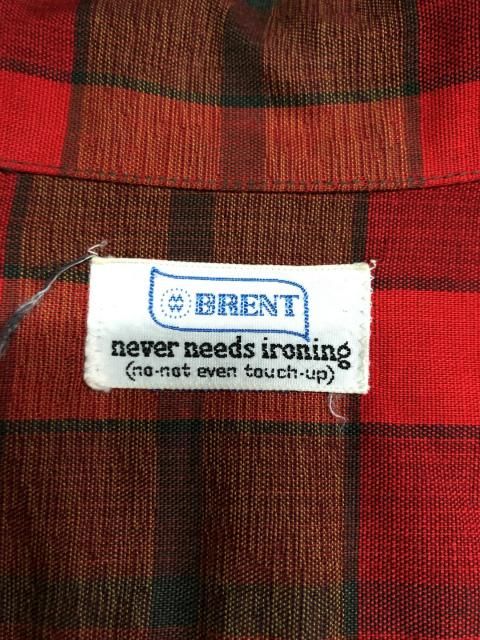 BRENT
never needs ironing
(no-not even touch-up)